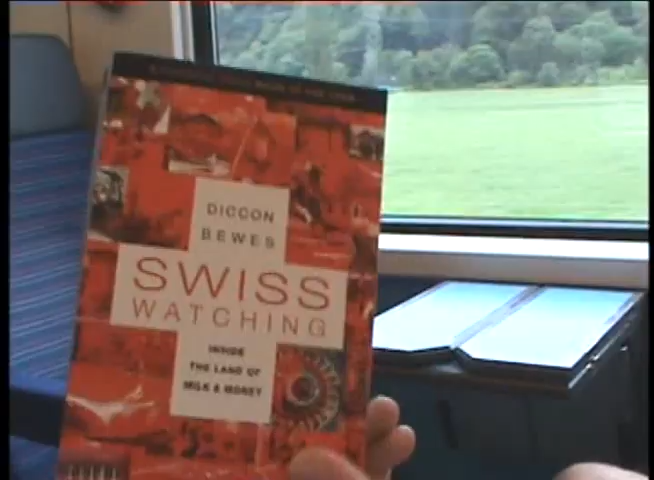 DICCON
BEWES
SWISS
WATCHING
INSIDE
THE LAND OF
MILK & MONEY